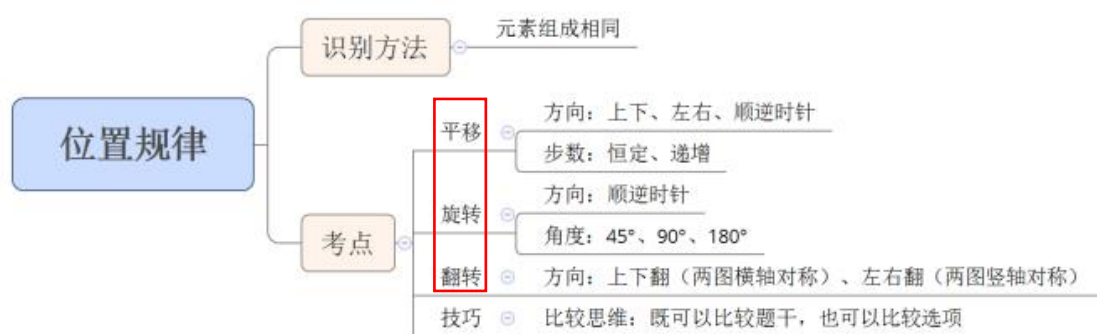 位置规律
识别方法
元素组成相同
考点
平移
方向：上下、左右、顺逆时针
步数：恒定、递增
旋转
方向：顺逆时针
角度：45°、90°、180°
翻转
方向：上下翻（两图横轴对称）、左右翻（两图竖轴对称）
技巧
比较思维：既可以比较题干，也可以比较选项